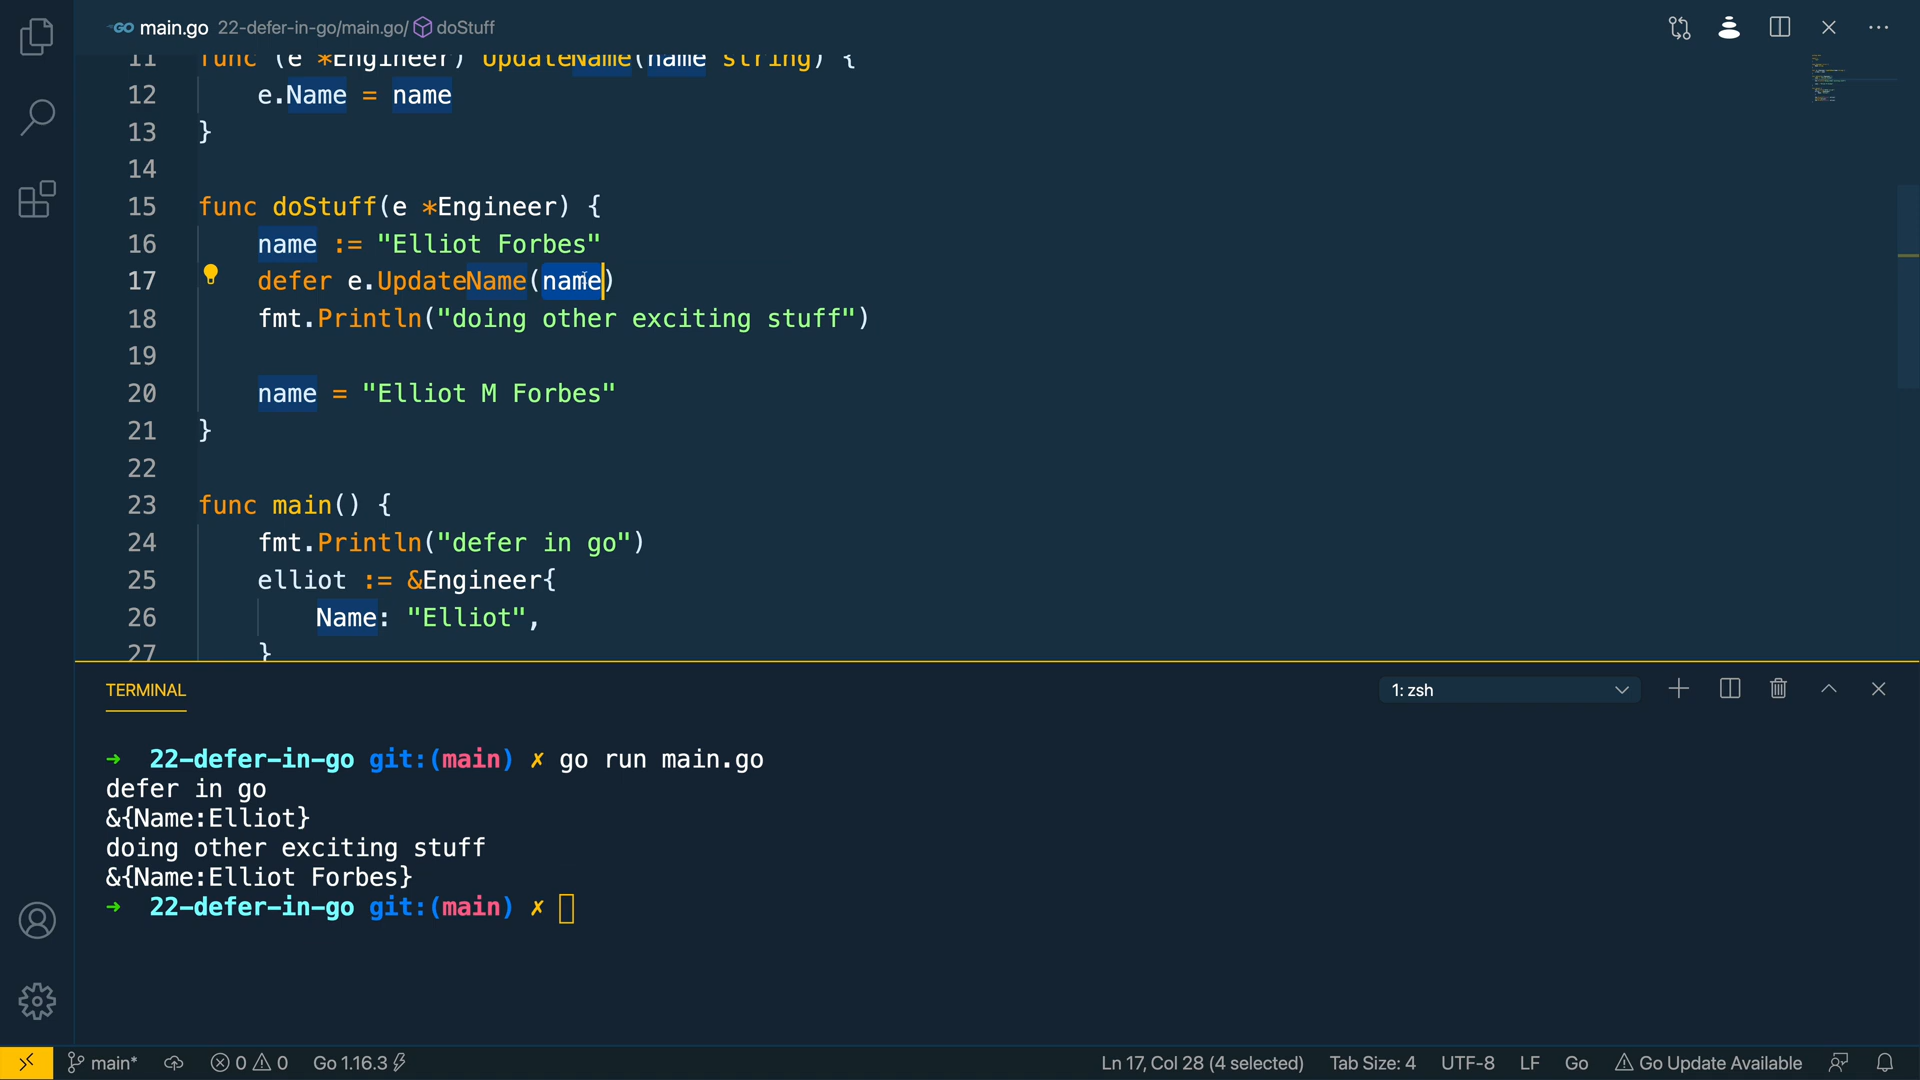 GO main.go 22-defer-in-go/main.go/ doStuff
11 func (e *Engineer) UpdateName(name string) {
12 e.Name = name
13 }
14
15 func doStuff(e *Engineer) {
16 name := "Elliot Forbes"
17 defer e.UpdateName(name)
18 fmt.Println("doing other exciting stuff")
19
20 name = "Elliot M Forbes"
21 }
22
23 func main() {
24 fmt.Println("defer in go")
25 elliot := &Engineer{
26 Name: "Elliot",
27 }
TERMINAL 1: zsh
➜ 22-defer-in-go git:(main) ✗ go run main.go
defer in go
&{Name:Elliot}
doing other exciting stuff
&{Name:Elliot Forbes}
➜ 22-defer-in-go git:(main) ✗
main* 0 0 Go 1.16.3 Ln 17, Col 28 (4 selected) Tab Size: 4 UTF-8 LF Go Go Update Available